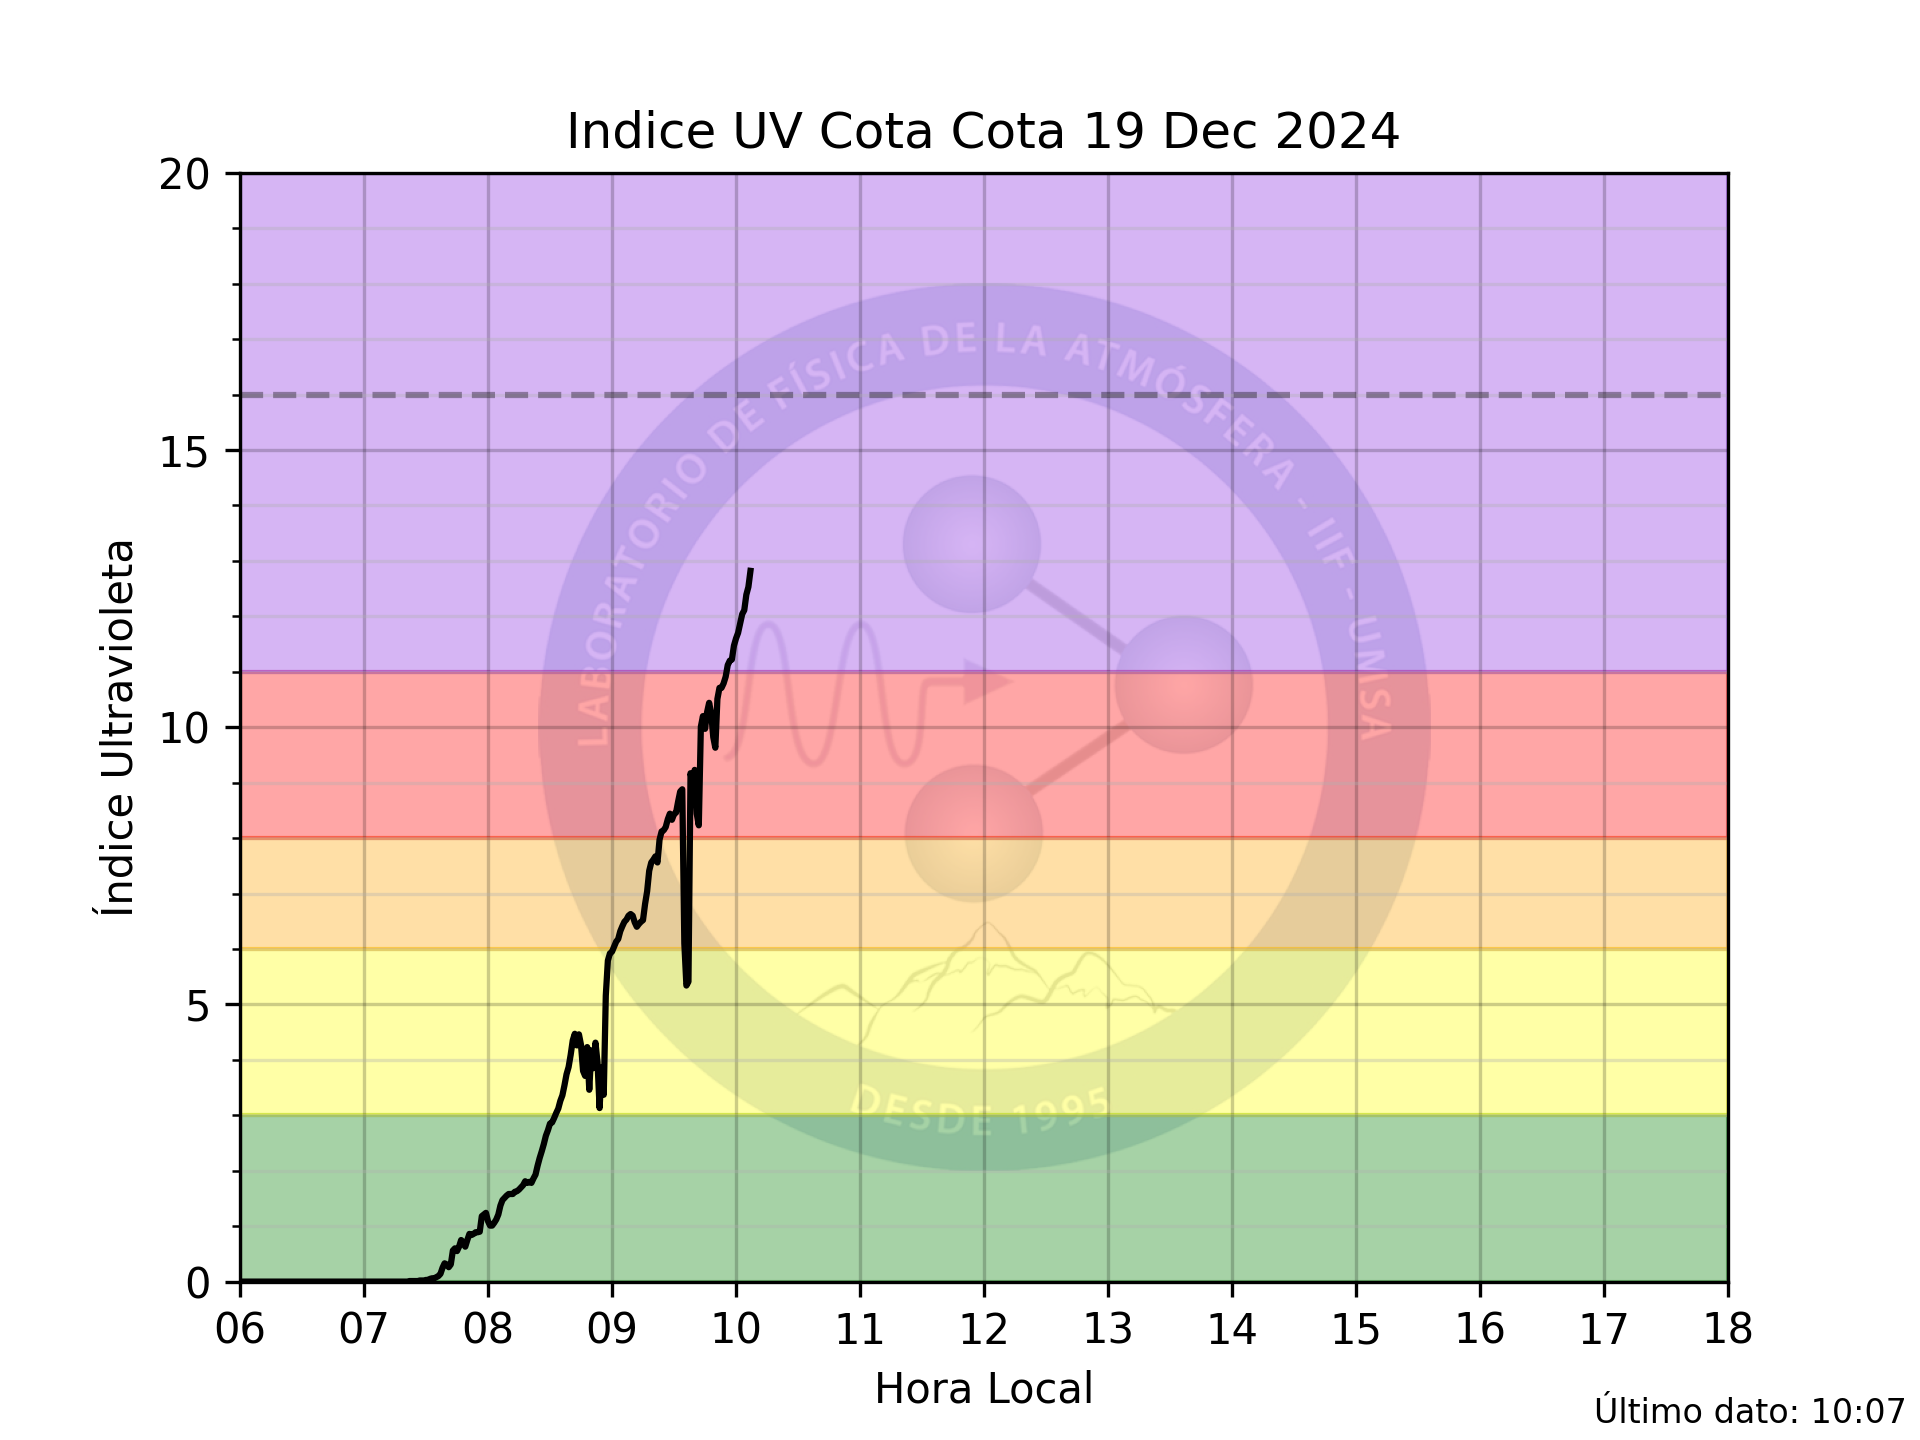 Indice UV Cota Cota 19 Dec 2024
20
15
10
5
0
Índice Ultravioleta
LABORATORIO DE FÍSICA DE LA ATMÓSFERA - IIF - UMSA
DESDE 1995
06 07 08 09 10 11 12 13 14 15 16 17 18
Hora Local
Último dato: 10:07